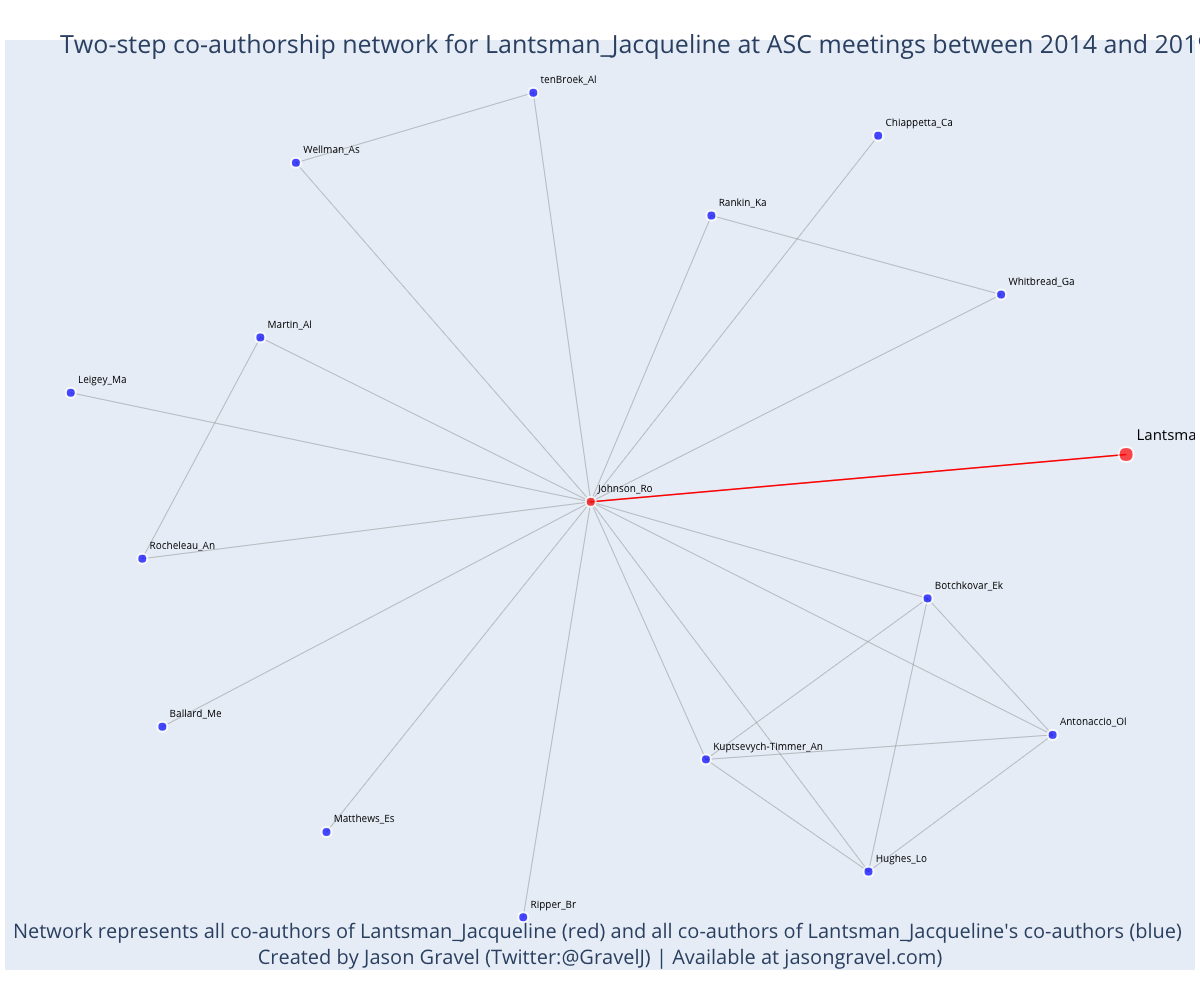 Two-step co-authorship network for Lantsman_Jacqueline at ASC meetings between 2014 and 201
tenBroek_Al
Chiappetta_Ca
Wellman_As
Rankin_Ka
Whitbread_Ga
Martin_Al
Leigey_Ma
Lantsma
Johnson_Ro
Rocheleau_An
Botchkovar_Ek
Ballard_Me
Antonaccio_Ol
Kuptsevych-Timmer_An
Matthews_Es
Hughes_Lo
Ripper_Br
Network represents all co-authors of Lantsman_Jacqueline (red) and all co-authors of Lantsman_Jacqueline's co-authors (blue)
Created by Jason Gravel (Twitter:@GravelJ) | Available at jasongravel.com)